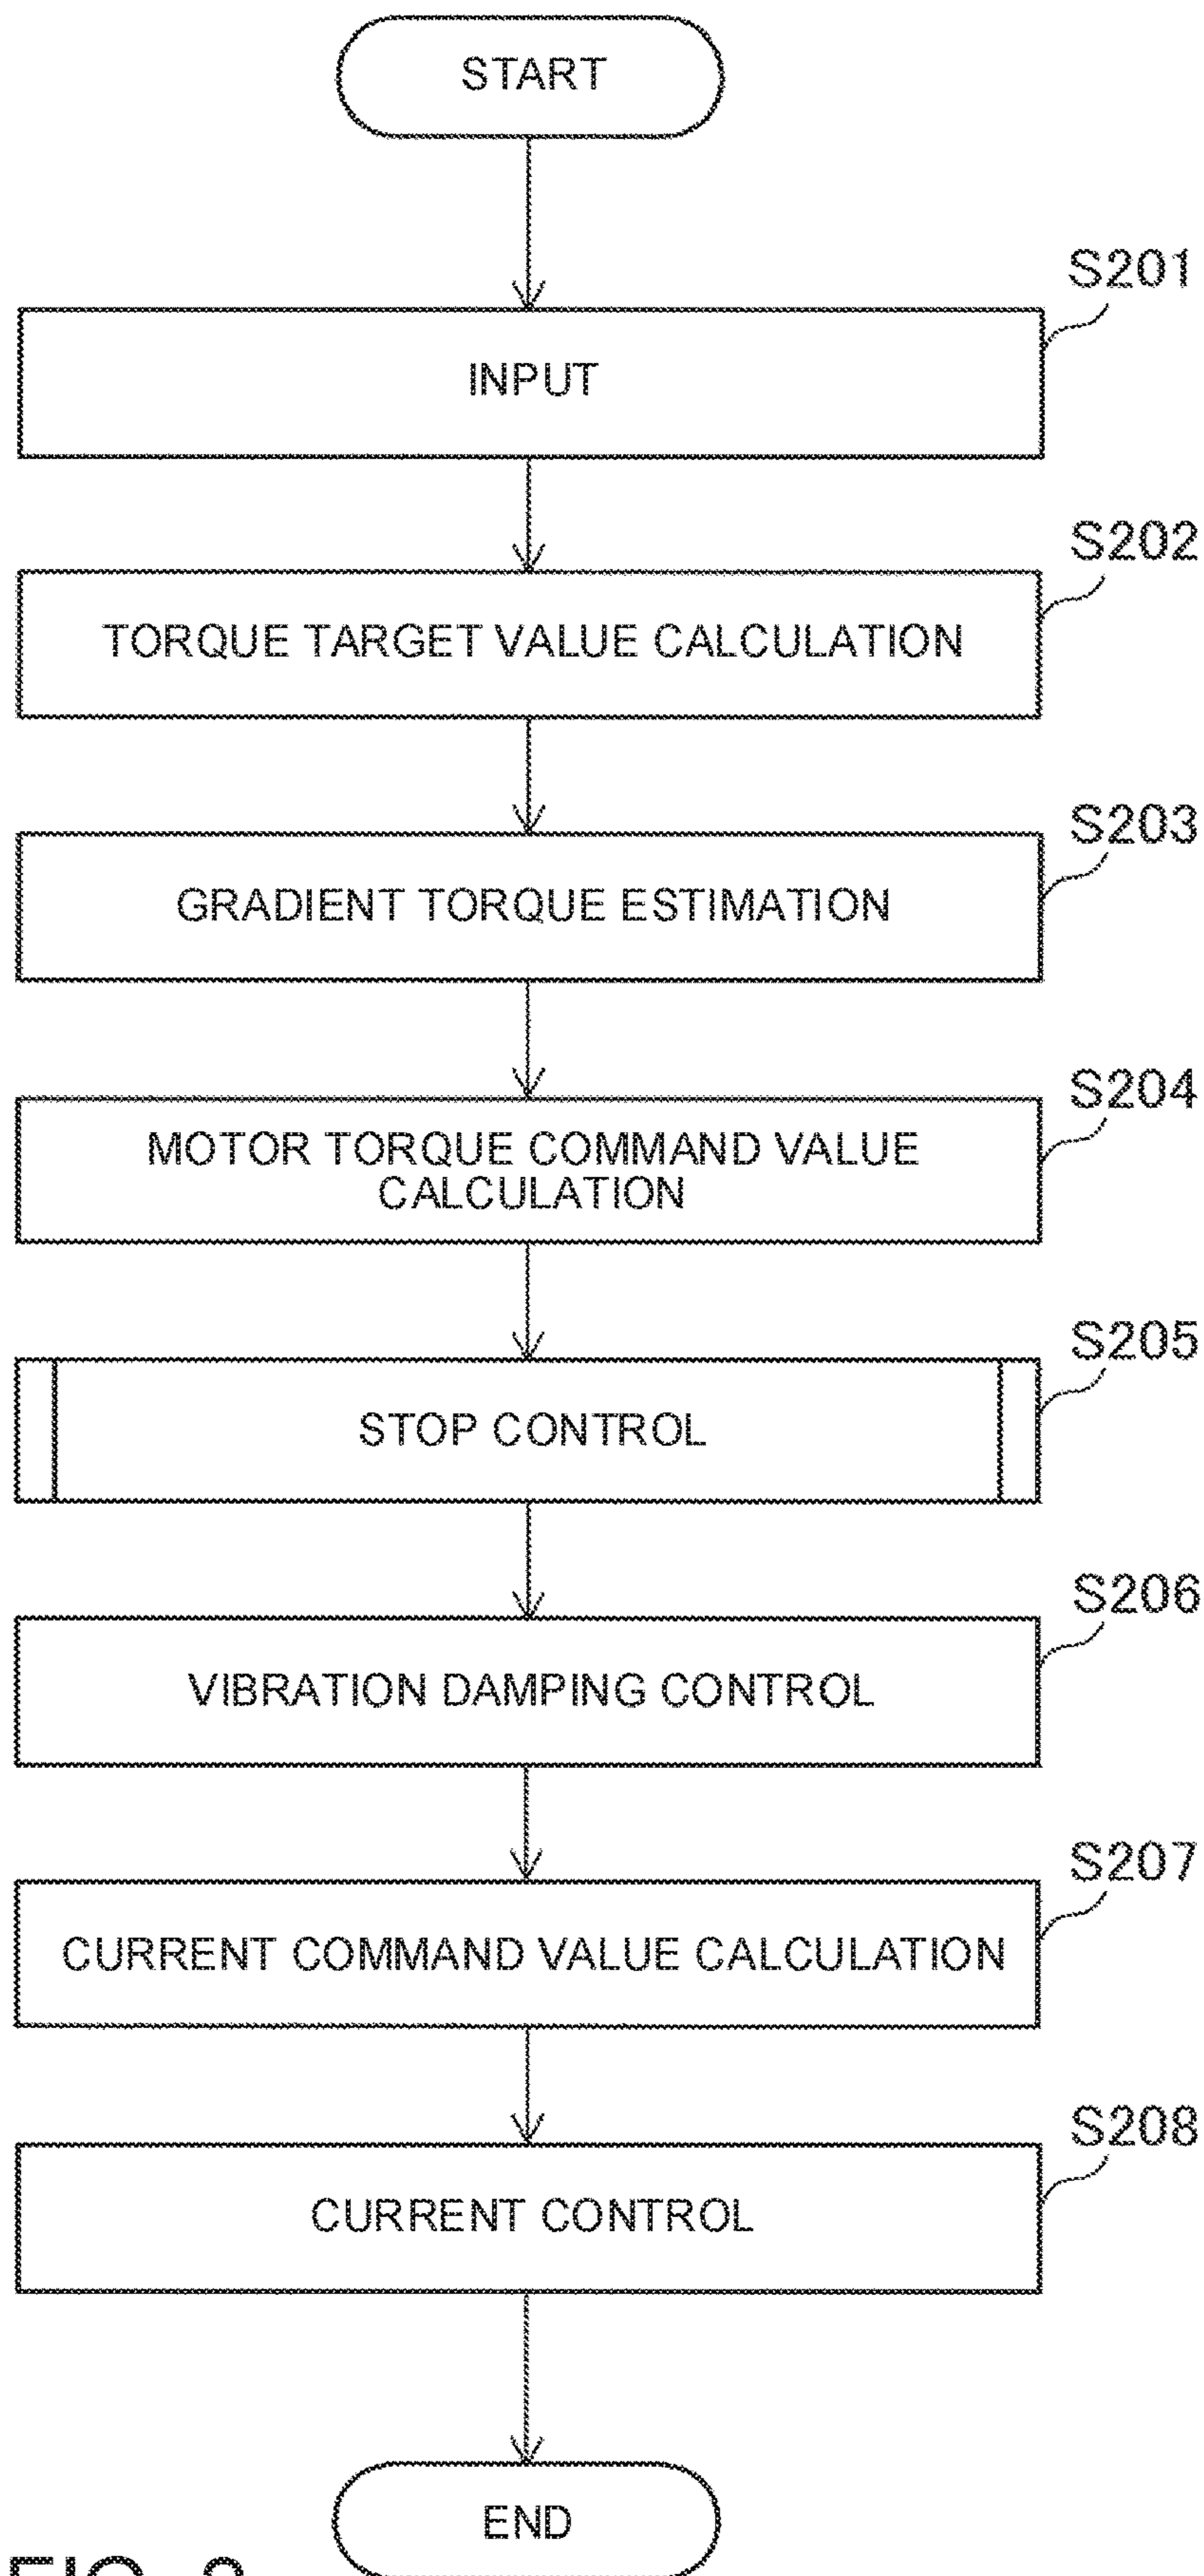 START
S201
INPUT
S202
TORQUE TARGET VALUE CALCULATION
S203
GRADIENT TORQUE ESTIMATION
S204
MOTOR TORQUE COMMAND VALUE
CALCULATION
S205
STOP CONTROL
S206
VIBRATION DAMPING CONTROL
S207
CURRENT COMMAND VALUE CALCULATION
S208
CURRENT CONTROL
END
FIG.